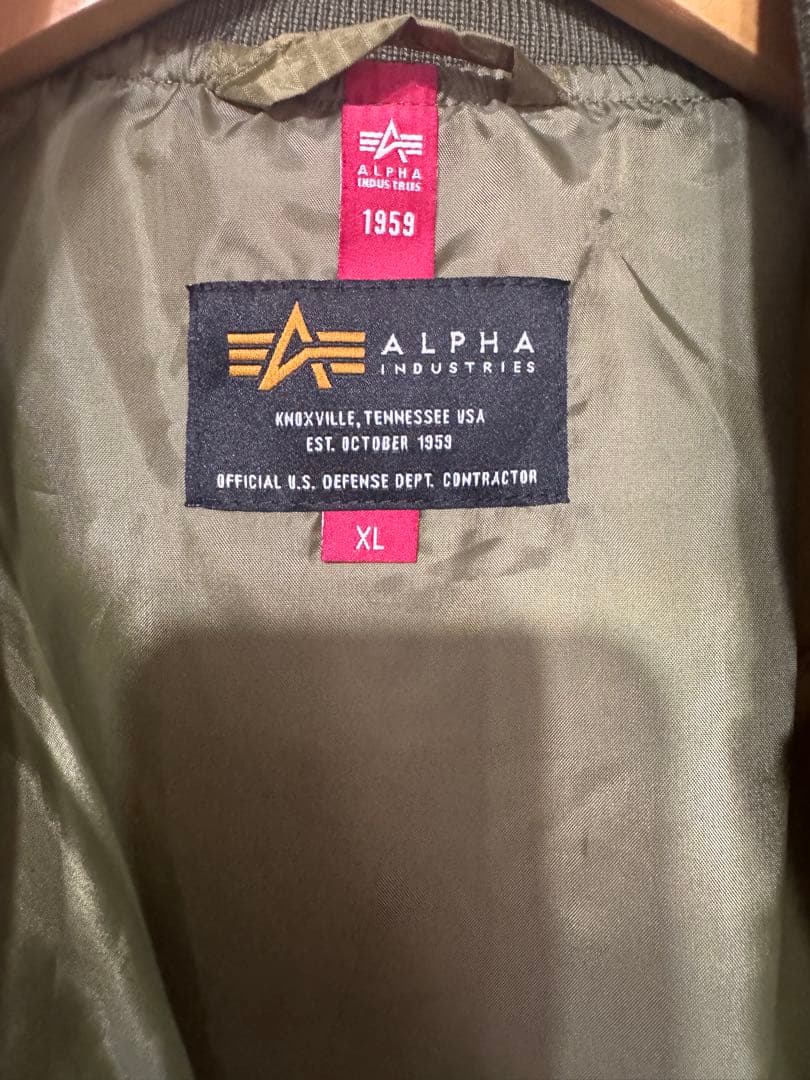 ALPHA
INDUSTRIES
1959
ALPHA
INDUSTRIES
KNOXVILLE, TENNESSEE USA
EST. OCTOBER 1959
OFFICIAL U.S. DEFENSE DEPT. CONTRACTOR
XL